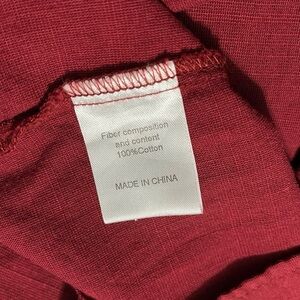 Fiber composition
and content
100%Cotton
MADE IN CHINA